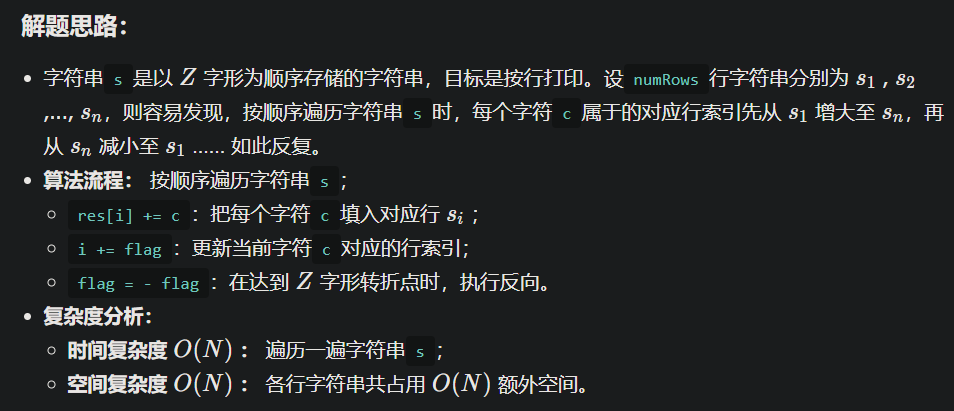 解题思路：
• 字符串 s 是以 Z 字形为顺序存储的字符串，目标是按行打印。设 numRows 行字符串分别为 s₁ , s₂
,..., sₙ，则容易发现，按顺序遍历字符串 s 时，每个字符 c 属于的对应行索引先从 s₁ 增大至 sₙ，再
从 sₙ 减小至 s₁ …… 如此反复。
• 算法流程： 按顺序遍历字符串 s ；
◦ res[i] += c ：把每个字符 c 填入对应行 sᵢ ；
◦ i += flag ：更新当前字符 c 对应的行索引；
◦ flag = - flag ：在达到 Z 字形转折点时，执行反向。
• 复杂度分析：
◦ 时间复杂度 O(N) ： 遍历一遍字符串 s ；
◦ 空间复杂度 O(N) ： 各行字符串共占用 O(N) 额外空间。